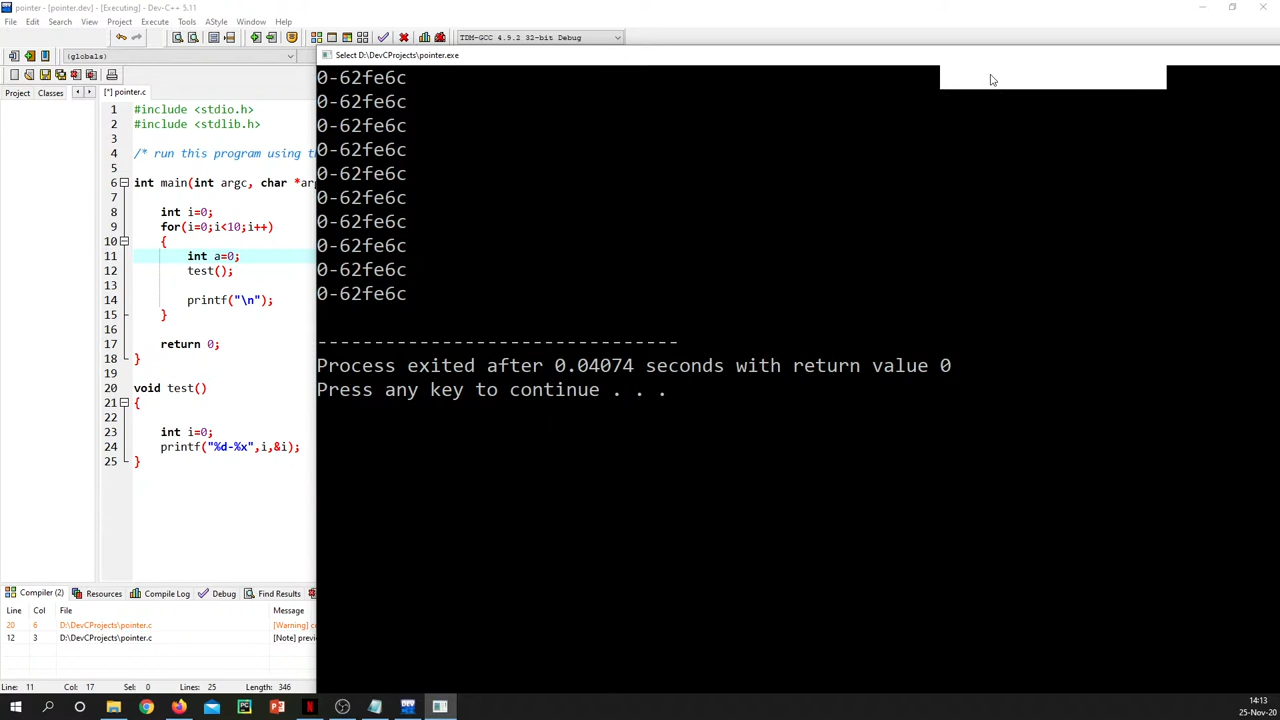 pointer - [pointer.dev] - [Executing] - Dev-C++ 5.11
File Edit Search View Project Execute Tools AStyle Window Help
TDM-GCC 4.9.2 32-bit Debug
(globals)
Select D:\DevCProjects\pointer.exe
Project Classes
[*] pointer.c
1 #include <stdio.h>
2 #include <stdlib.h>
3
4 /* run this program using t
5
6 int main(int argc, char *ar
7
8 int i=0;
9 for(i=0;i<10;i++)
10 {
11 int a=0;
12 test();
13
14 printf("\n");
15 }
16
17 return 0;
18 }
19
20 void test()
21 {
22
23 int i=0;
24 printf("%d-%x",i,&i);
25 }
0-62fe6c
0-62fe6c
0-62fe6c
0-62fe6c
0-62fe6c
0-62fe6c
0-62fe6c
0-62fe6c
0-62fe6c
0-62fe6c
--------------------------------
Process exited after 0.04074 seconds with return value 0
Press any key to continue . . .
Compiler (2) Resources Compile Log Debug Find Results
Line Col File Message
20 6 D:\DevCProjects\pointer.c [Warning] c
12 3 D:\DevCProjects\pointer.c [Note] previ
Line: 11 Col: 17 Sel: 0 Lines: 25 Length: 346
14:13
25-Nov-20